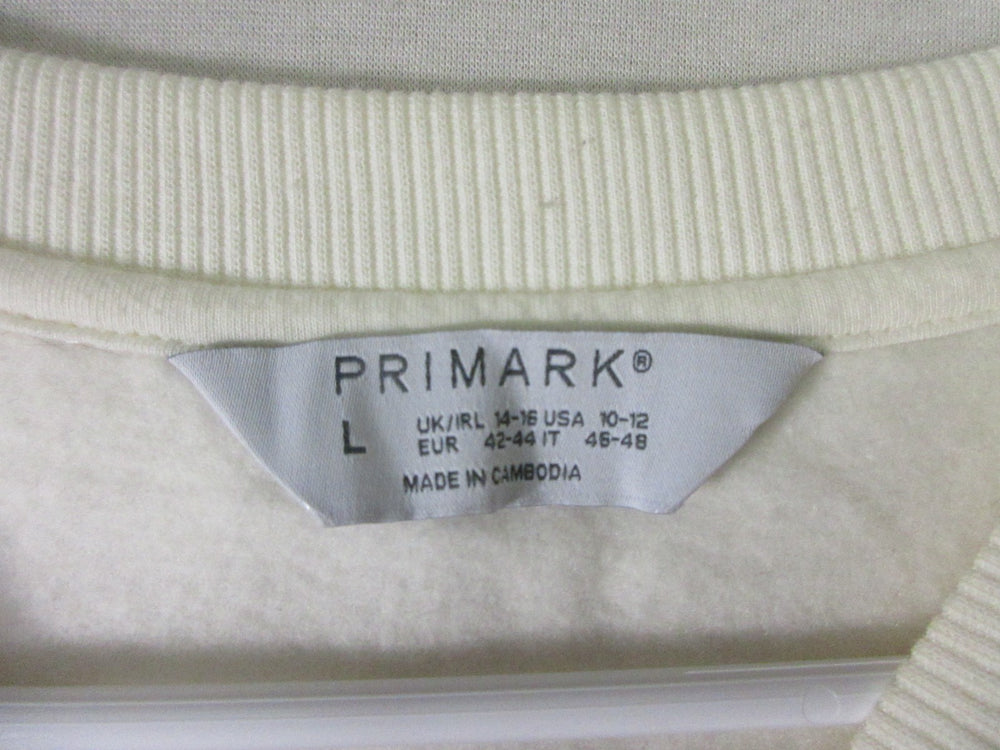 PRIMARK®
L
UK/IRL 14-16 USA 10-12
EUR 42-44 IT 46-48
MADE IN CAMBODIA